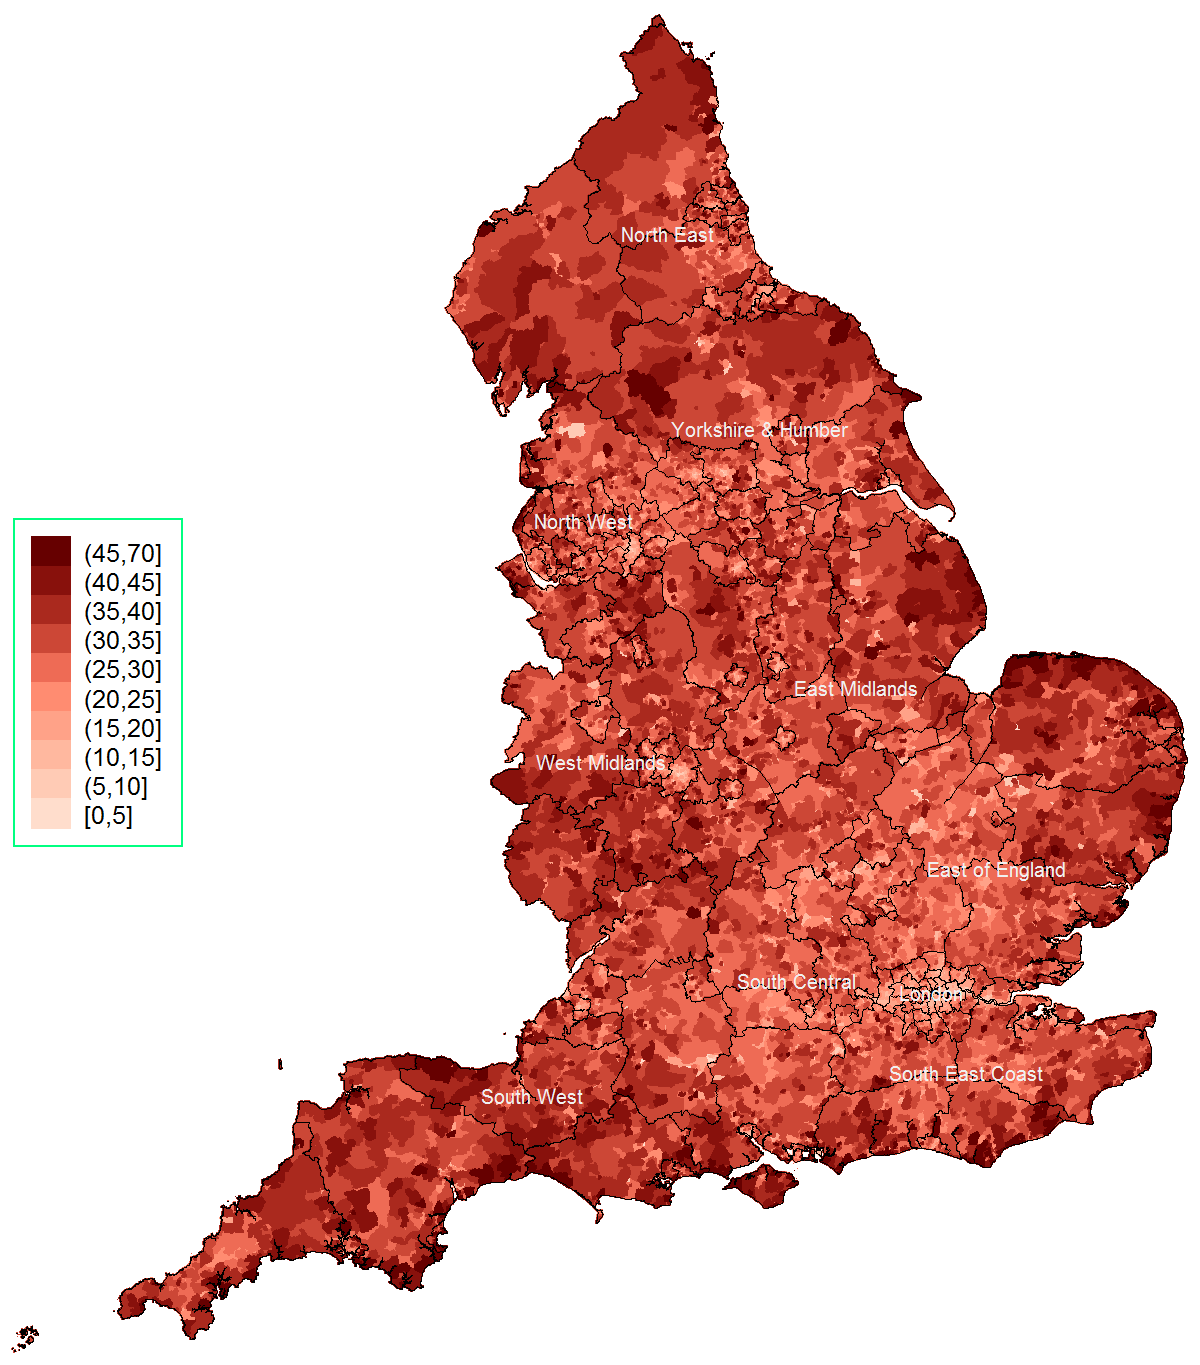 North East
Yorkshire & Humber
North West
(45,70]
(40,45]
(35,40]
(30,35]
(25,30]
(20,25]
(15,20]
(10,15]
(5,10]
[0,5]
East Midlands
West Midlands
East of England
South Central
London
South East Coast
South West